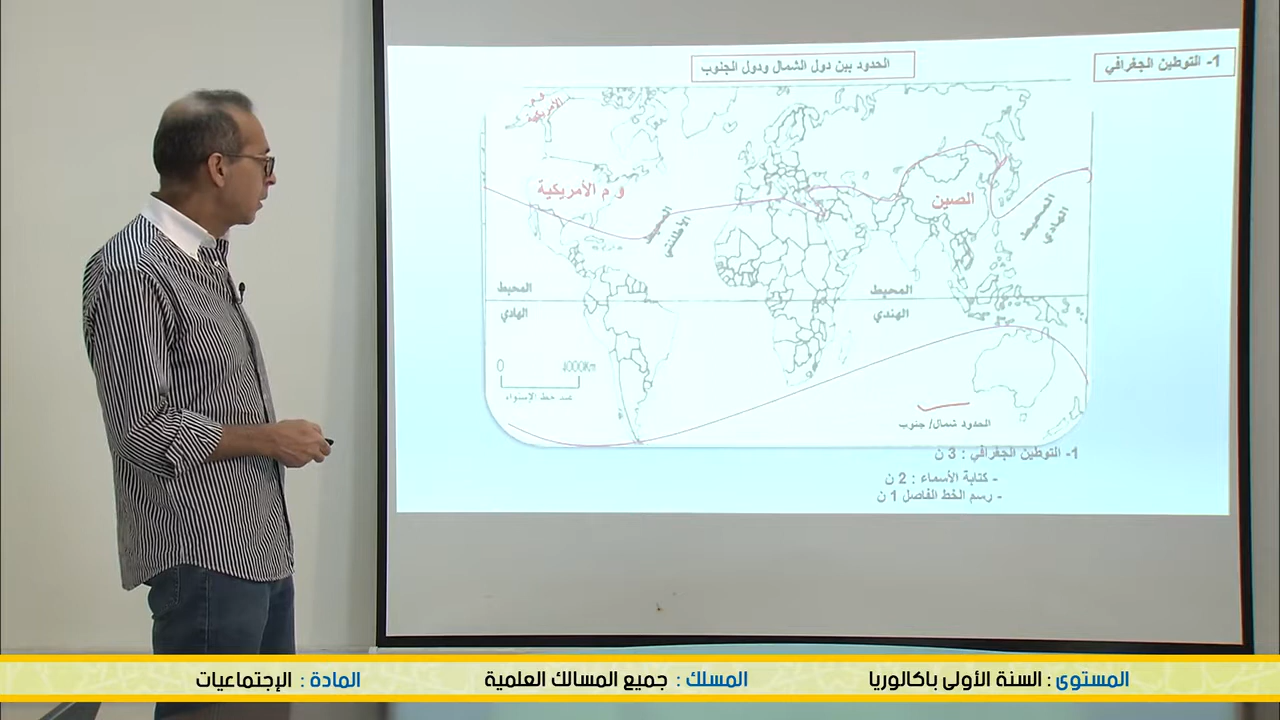 1- التوطين الجغرافي
الحدود بين دول الشمال ودول الجنوب
و م
الأمريكية
و م الأمريكية
الصين
المحيط
الأطلنتي
المحيط
الهادي
المحيط
الهادي
المحيط
الهندي
0 4000Km
عند خط الإستواء
الحدود شمال/ جنوب
1- التوطين الجغرافي : 3 ن
- كتابة الأسماء : 2 ن
- رسم الخط الفاصل 1 ن
المستوى : السنة الأولى باكالوريا
المسلك : جميع المسالك العلمية
المادة : الإجتماعيات